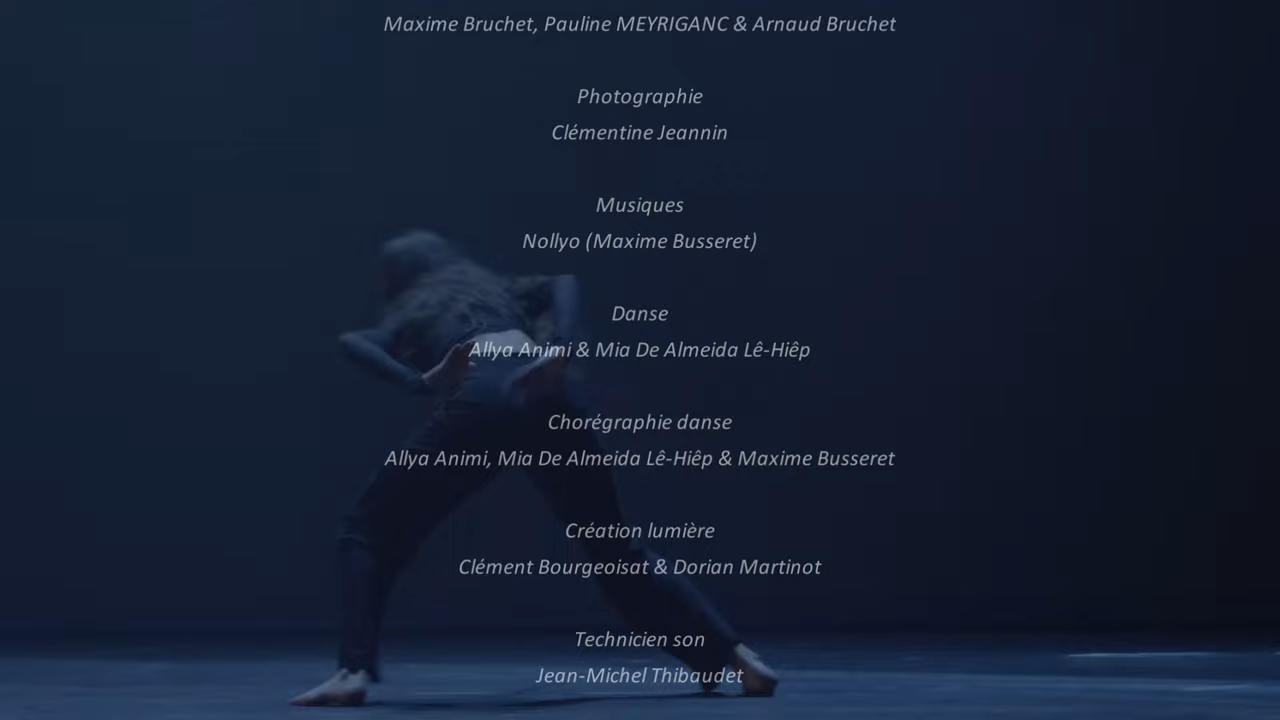 Maxime Bruchet, Pauline MEYRIGANC & Arnaud Bruchet
Photographie
Clémentine Jeannin
Musiques
Nollyo (Maxime Busseret)
Danse
Allya Animi & Mia De Almeida Lê-Hiêp
Chorégraphie danse
Allya Animi, Mia De Almeida Lê-Hiêp & Maxime Busseret
Création lumière
Clément Bourgeoisat & Dorian Martinot
Technicien son
Jean-Michel Thibaudet